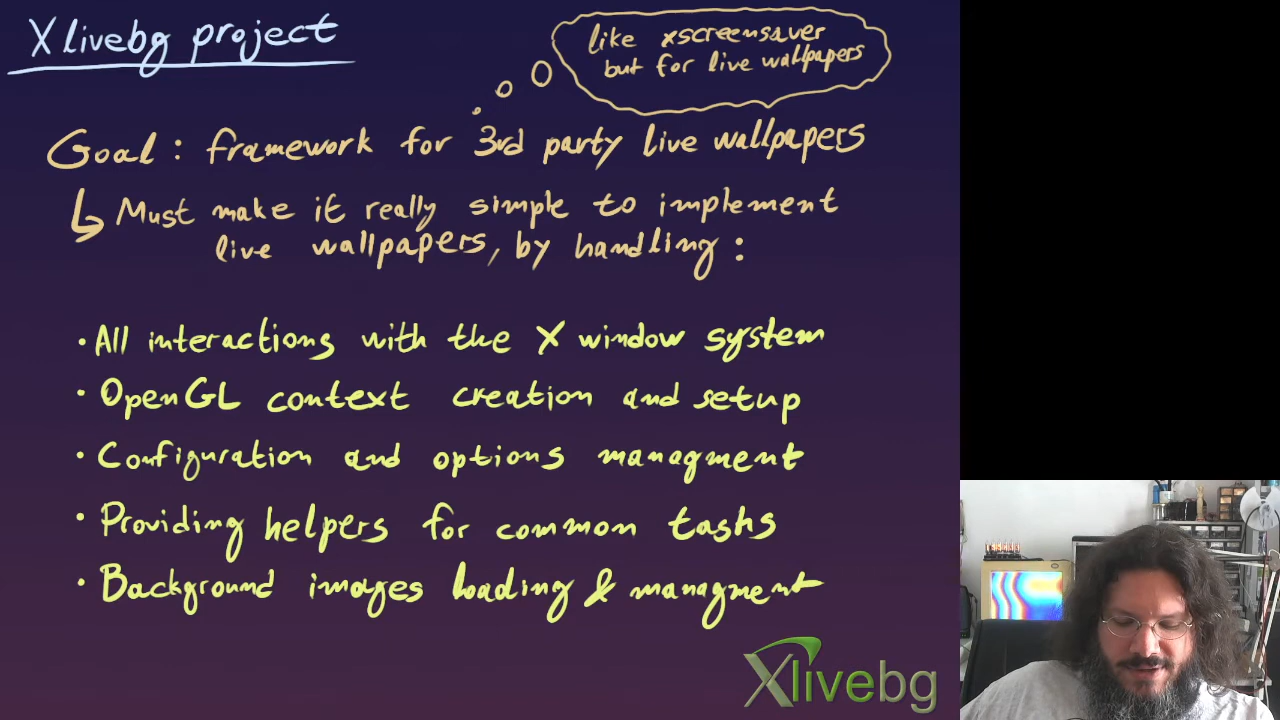 Xlivebg project
like xscreensaver
but for live wallpapers
Goal: framework for 3rd party live wallpapers
Must make it really simple to implement
live wallpapers, by handling:
• All interactions with the X window system
• OpenGL context creation and setup
• Configuration and options managment
• Providing helpers for common tasks
• Background images loading & managment
Xlivebg